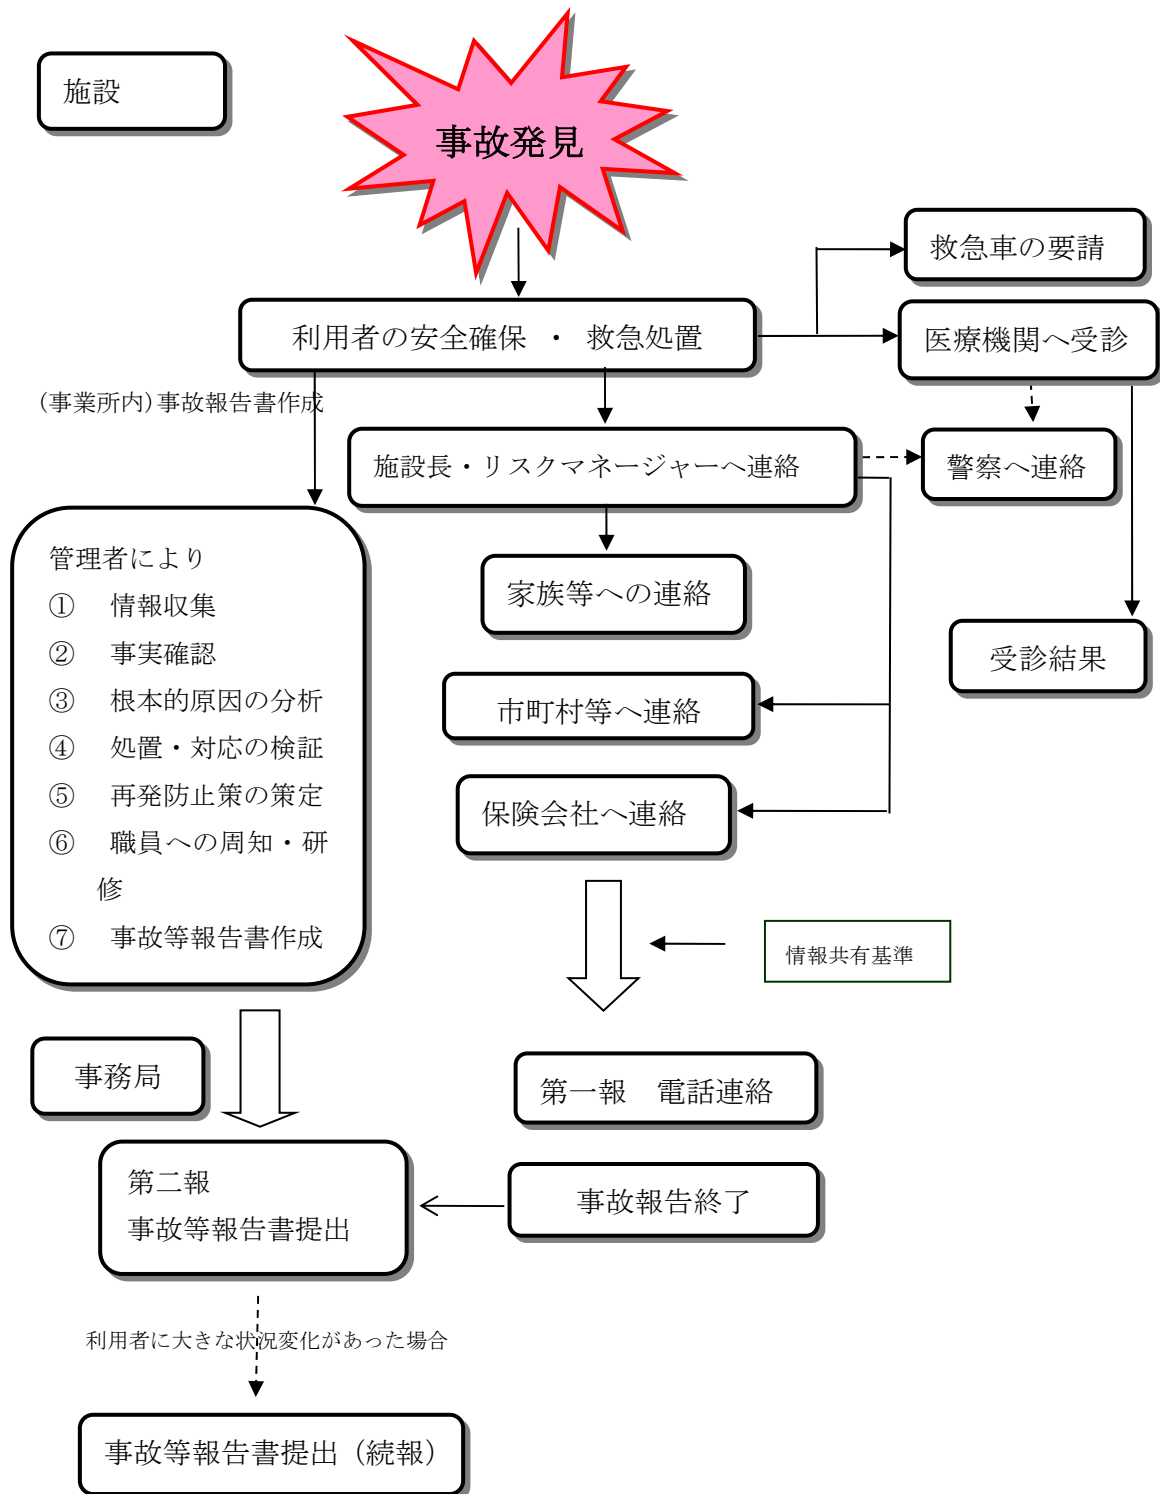 施設
事故発見
救急車の要請
利用者の安全確保 ・ 救急処置
医療機関へ受診
(事業所内)事故報告書作成
施設長・リスクマネージャーへ連絡
警察へ連絡
管理者により
① 情報収集
② 事実確認
③ 根本的原因の分析
④ 処置・対応の検証
⑤ 再発防止策の策定
⑥ 職員への周知・研
修
⑦ 事故等報告書作成
家族等への連絡
受診結果
市町村等へ連絡
保険会社へ連絡
情報共有基準
事務局
第一報 電話連絡
第二報
事故等報告書提出
事故報告終了
利用者に大きな状況変化があった場合
事故等報告書提出（続報）